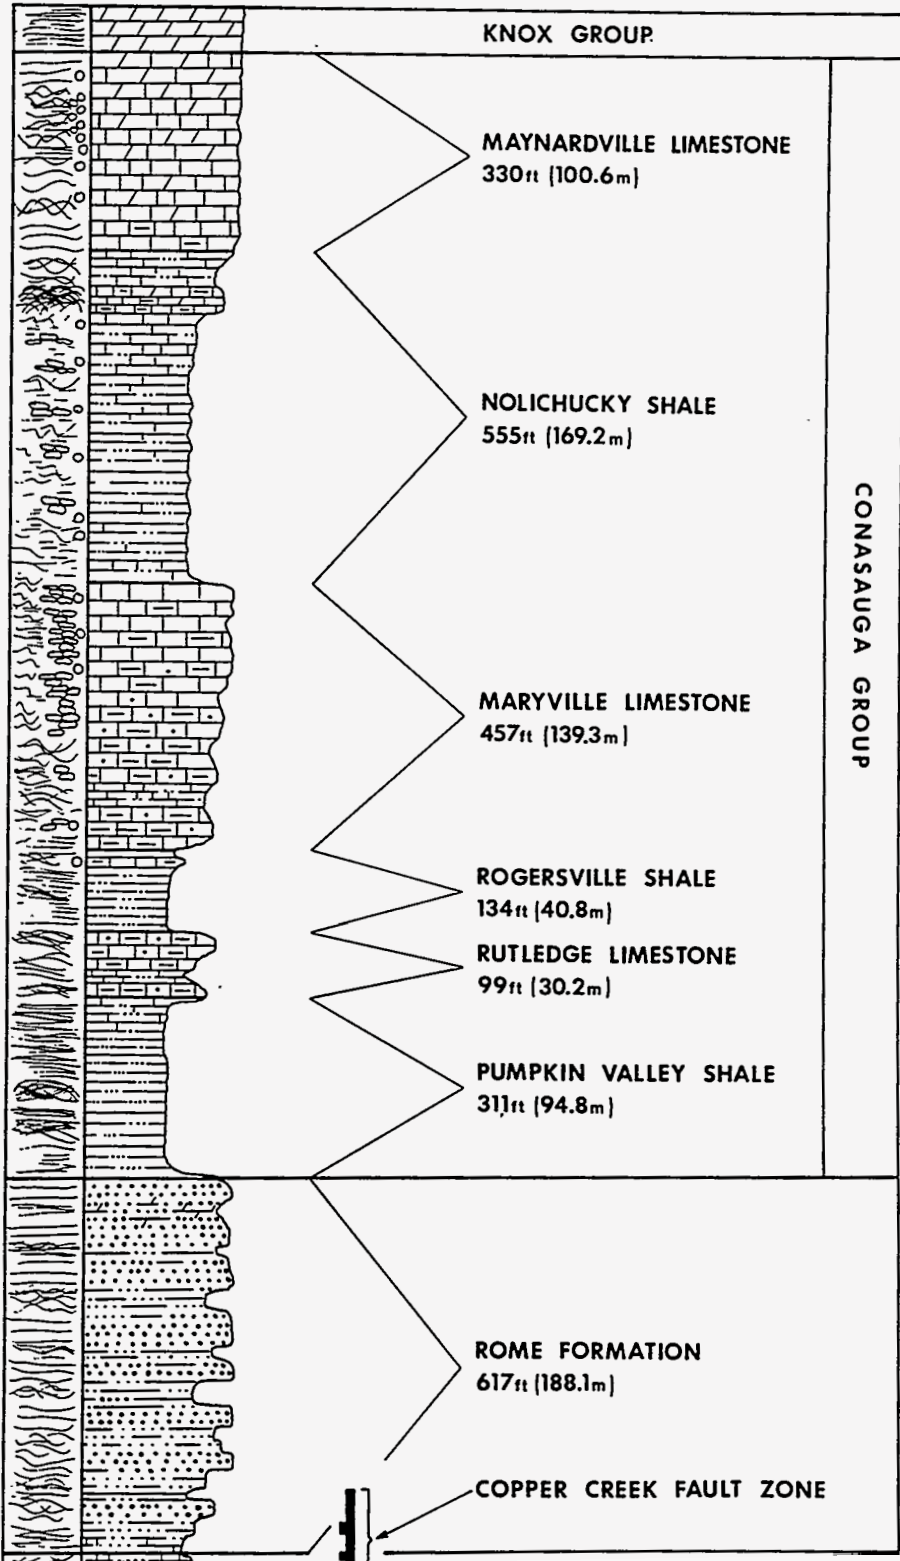 KNOX GROUP
MAYNARDVILLE LIMESTONE
330ft (100.6m)
NOLICHUCKY SHALE
555ft (169.2m)
CONASAUGA GROUP
MARYVILLE LIMESTONE
457ft (139.3m)
ROGERSVILLE SHALE
134ft (40.8m)
RUTLEDGE LIMESTONE
99ft (30.2m)
PUMPKIN VALLEY SHALE
311ft (94.8m)
ROME FORMATION
617ft (188.1m)
COPPER CREEK FAULT ZONE